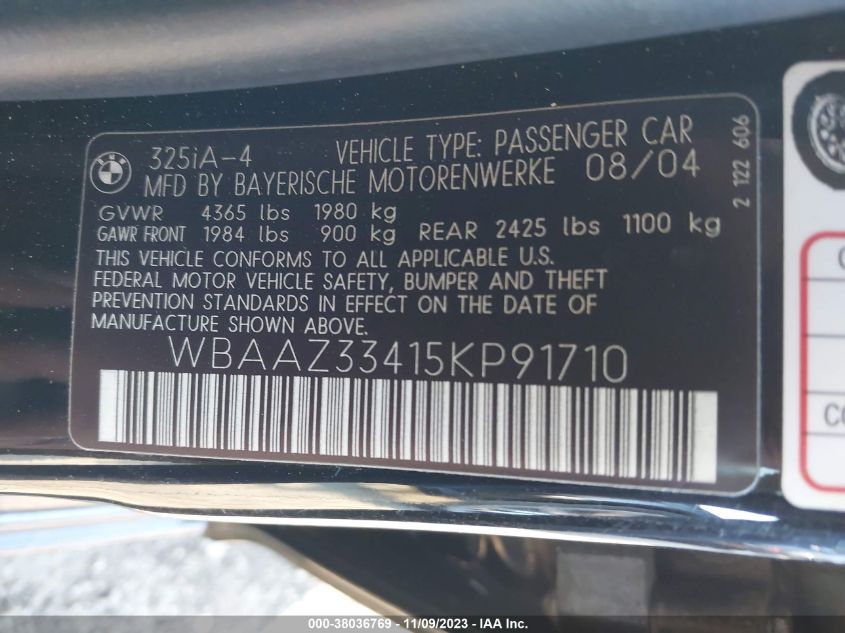 325iA-4 VEHICLE TYPE: PASSENGER CAR
MFD BY BAYERISCHE MOTORENWERKE 08/04
GVWR 4365 lbs 1980 kg
GAWR FRONT 1984 lbs 900 kg REAR 2425 lbs 1100 kg
THIS VEHICLE CONFORMS TO ALL APPLICABLE U.S.
FEDERAL MOTOR VEHICLE SAFETY, BUMPER AND THEFT
PREVENTION STANDARDS IN EFFECT ON THE DATE OF
MANUFACTURE SHOWN ABOVE.
WBAAZ33415KP91710
2 122 606
000-38036769 - 11/09/2023 - IAA Inc.